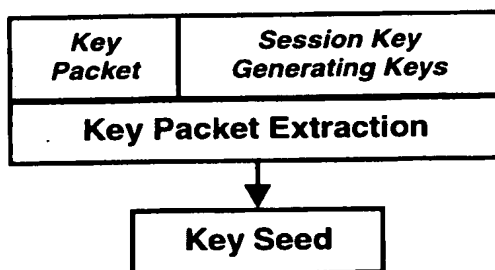 Key
Packet
Session Key
Generating Keys
Key Packet Extraction
Key Seed